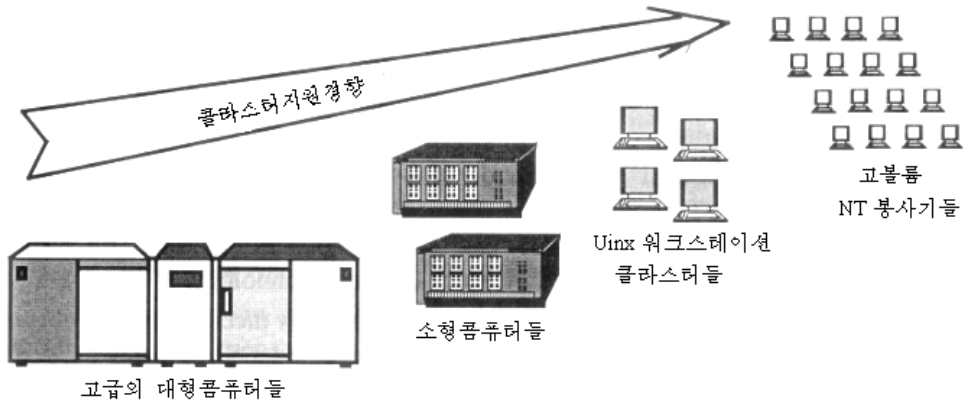 클라스터지원경향
고볼륨
NT 봉사기들
Uinx 워크스테이션
클라스터들
소형콤퓨터들
고급의 대형콤퓨터들